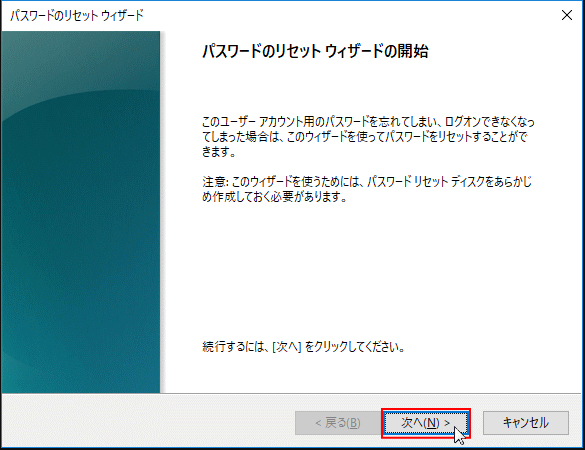 パスワードのリセット ウィザード
パスワードのリセット ウィザードの開始
このユーザー アカウント用のパスワードを忘れてしまい、ログオンできなくなっ
てしまった場合は、このウィザードを使ってパスワードをリセットすることがで
きます。
注意: このウィザードを使うためには、パスワード リセット ディスクをあらかじ
め作成しておく必要があります。
続行するには、[次へ] をクリックしてください。
< 戻る(B)
次へ(N) >
キャンセル